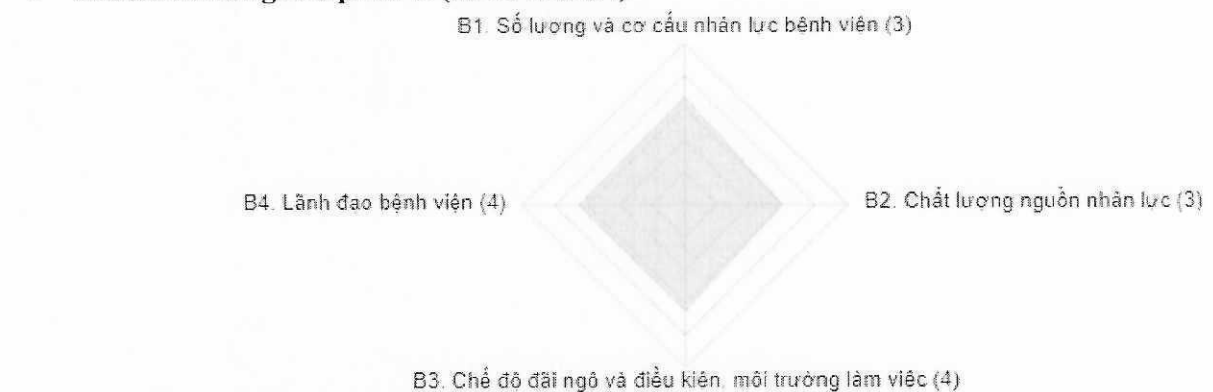 B1. Số lượng và cơ cấu nhân lực bệnh viện (3)
B4. Lãnh đạo bệnh viện (4)
B2. Chất lượng nguồn nhân lực (3)
B3. Chế độ đãi ngộ và điều kiện, môi trường làm việc (4)